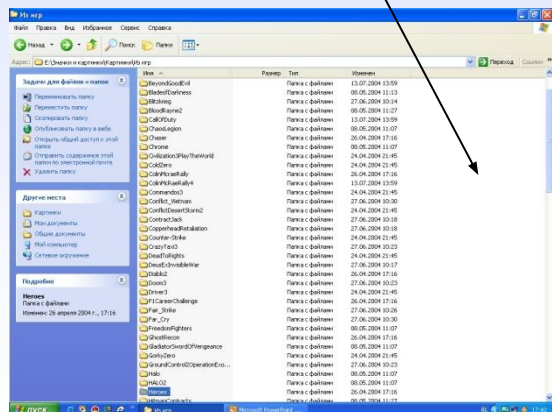 Из игр
Файл Правка Вид Избранное Сервис Справка
Назад Поиск Папки
Адрес: E:\Значки и картинки\Картинки\Из игр Переход Ссылки
Задачи для файлов и папок
Переименовать папку
Переместить папку
Скопировать папку
Опубликовать папку в вебе
Открыть общий доступ к этой папке
Отправить содержимое этой папки по электронной почте
Удалить папку
Другие места
Картинки
Мои документы
Общие документы
Мой компьютер
Сетевое окружение
Подробно
Heroes
Папка с файлами
Изменен: 26 апреля 2004 г., 17:16
Имя Размер Тип Изменен
BeyondGoodEvil Папка с файлами 13.07.2004 13:59
BladeofDarkness Папка с файлами 08.05.2004 11:13
Blitzkrieg Папка с файлами 27.06.2004 10:14
BloodRayne2 Папка с файлами 08.05.2004 11:27
CallOfDuty Папка с файлами 13.07.2004 13:59
ChaosLegion Папка с файлами 08.05.2004 11:07
Chaser Папка с файлами 26.04.2004 17:16
Chrome Папка с файлами 08.05.2004 11:07
Civilization3PlayTheWorld Папка с файлами 24.04.2004 21:45
ColdZero Папка с файлами 24.04.2004 21:45
ColinMcraeRally Папка с файлами 26.04.2004 17:16
ColinMcRaeRally4 Папка с файлами 13.07.2004 13:59
Commandos3 Папка с файлами 24.04.2004 21:45
Conflict_Vietnam Папка с файлами 27.06.2004 10:30
ConflictDesertStorm2 Папка с файлами 24.04.2004 21:45
ContractJack Папка с файлами 27.06.2004 10:18
CopperheadRetaliation Папка с файлами 27.06.2004 10:18
Counter-Strike Папка с файлами 24.04.2004 21:45
CrazyTaxi3 Папка с файлами 27.06.2004 10:23
DeadToRights Папка с файлами 24.04.2004 21:45
DeusExInvisibleWar Папка с файлами 27.06.2004 10:17
Diablo2 Папка с файлами 26.04.2004 17:16
Doom3 Папка с файлами 27.06.2004 10:23
Driver3 Папка с файлами 24.04.2004 21:45
F1CareerChallenge Папка с файлами 26.04.2004 17:16
Fair_Strike Папка с файлами 27.06.2004 10:26
Far_Cry Папка с файлами 27.06.2004 10:30
FreedomFighters Папка с файлами 08.05.2004 11:07
GhostRecon Папка с файлами 26.04.2004 17:16
GladiatorSwordOfVengeance Папка с файлами 08.05.2004 11:07
GorkyZero Папка с файлами 24.04.2004 21:45
GroundControl2OperationExo... Папка с файлами 27.06.2004 10:23
Halo Папка с файлами 08.05.2004 11:07
HALO2 Папка с файлами 08.05.2004 11:07
Heroes Папка с файлами 26.04.2004 17:16
HitmanContracts Папка с файлами 08.05.2004 11:27
пуск Из игр Microsoft PowerPoint ... RL